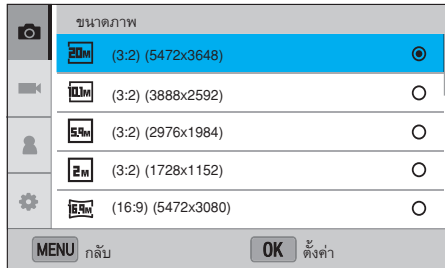 ขนาดภาพ
20M (3:2) (5472x3648)
10.1M (3:2) (3888x2592)
5.9M (3:2) (2976x1984)
2M (3:2) (1728x1152)
16.9M (16:9) (5472x3080)
MENU กลับ OK ตั้งค่า